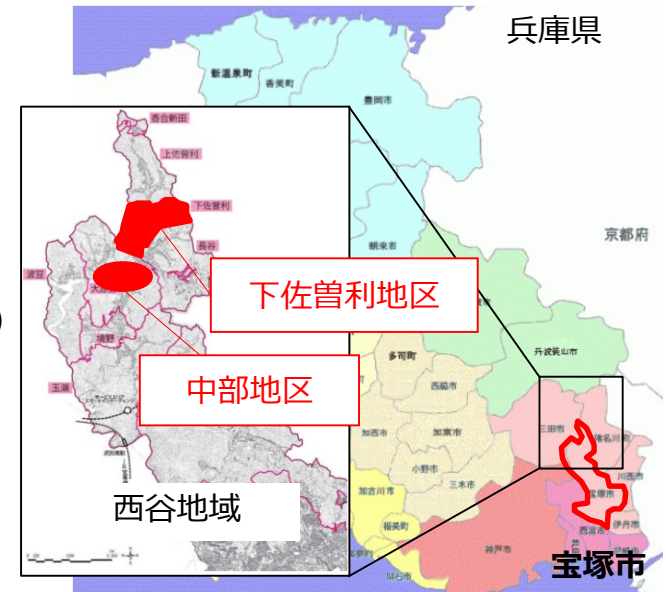 兵庫県
新温泉町
香美町
豊岡市
香合新田
上佐曽利
下佐曽利
長谷
波豆
境野
玉瀬
下佐曽利地区
中部地区
西谷地域
朝来市
京都府
多可町
丹波篠山市
西脇市
三田市
猪名川町
加西市
加東市
川西市
小野市
三木市
宝塚市
加古川市
伊丹市
西宮市
稲美町
神戸市
明石市
宝塚市